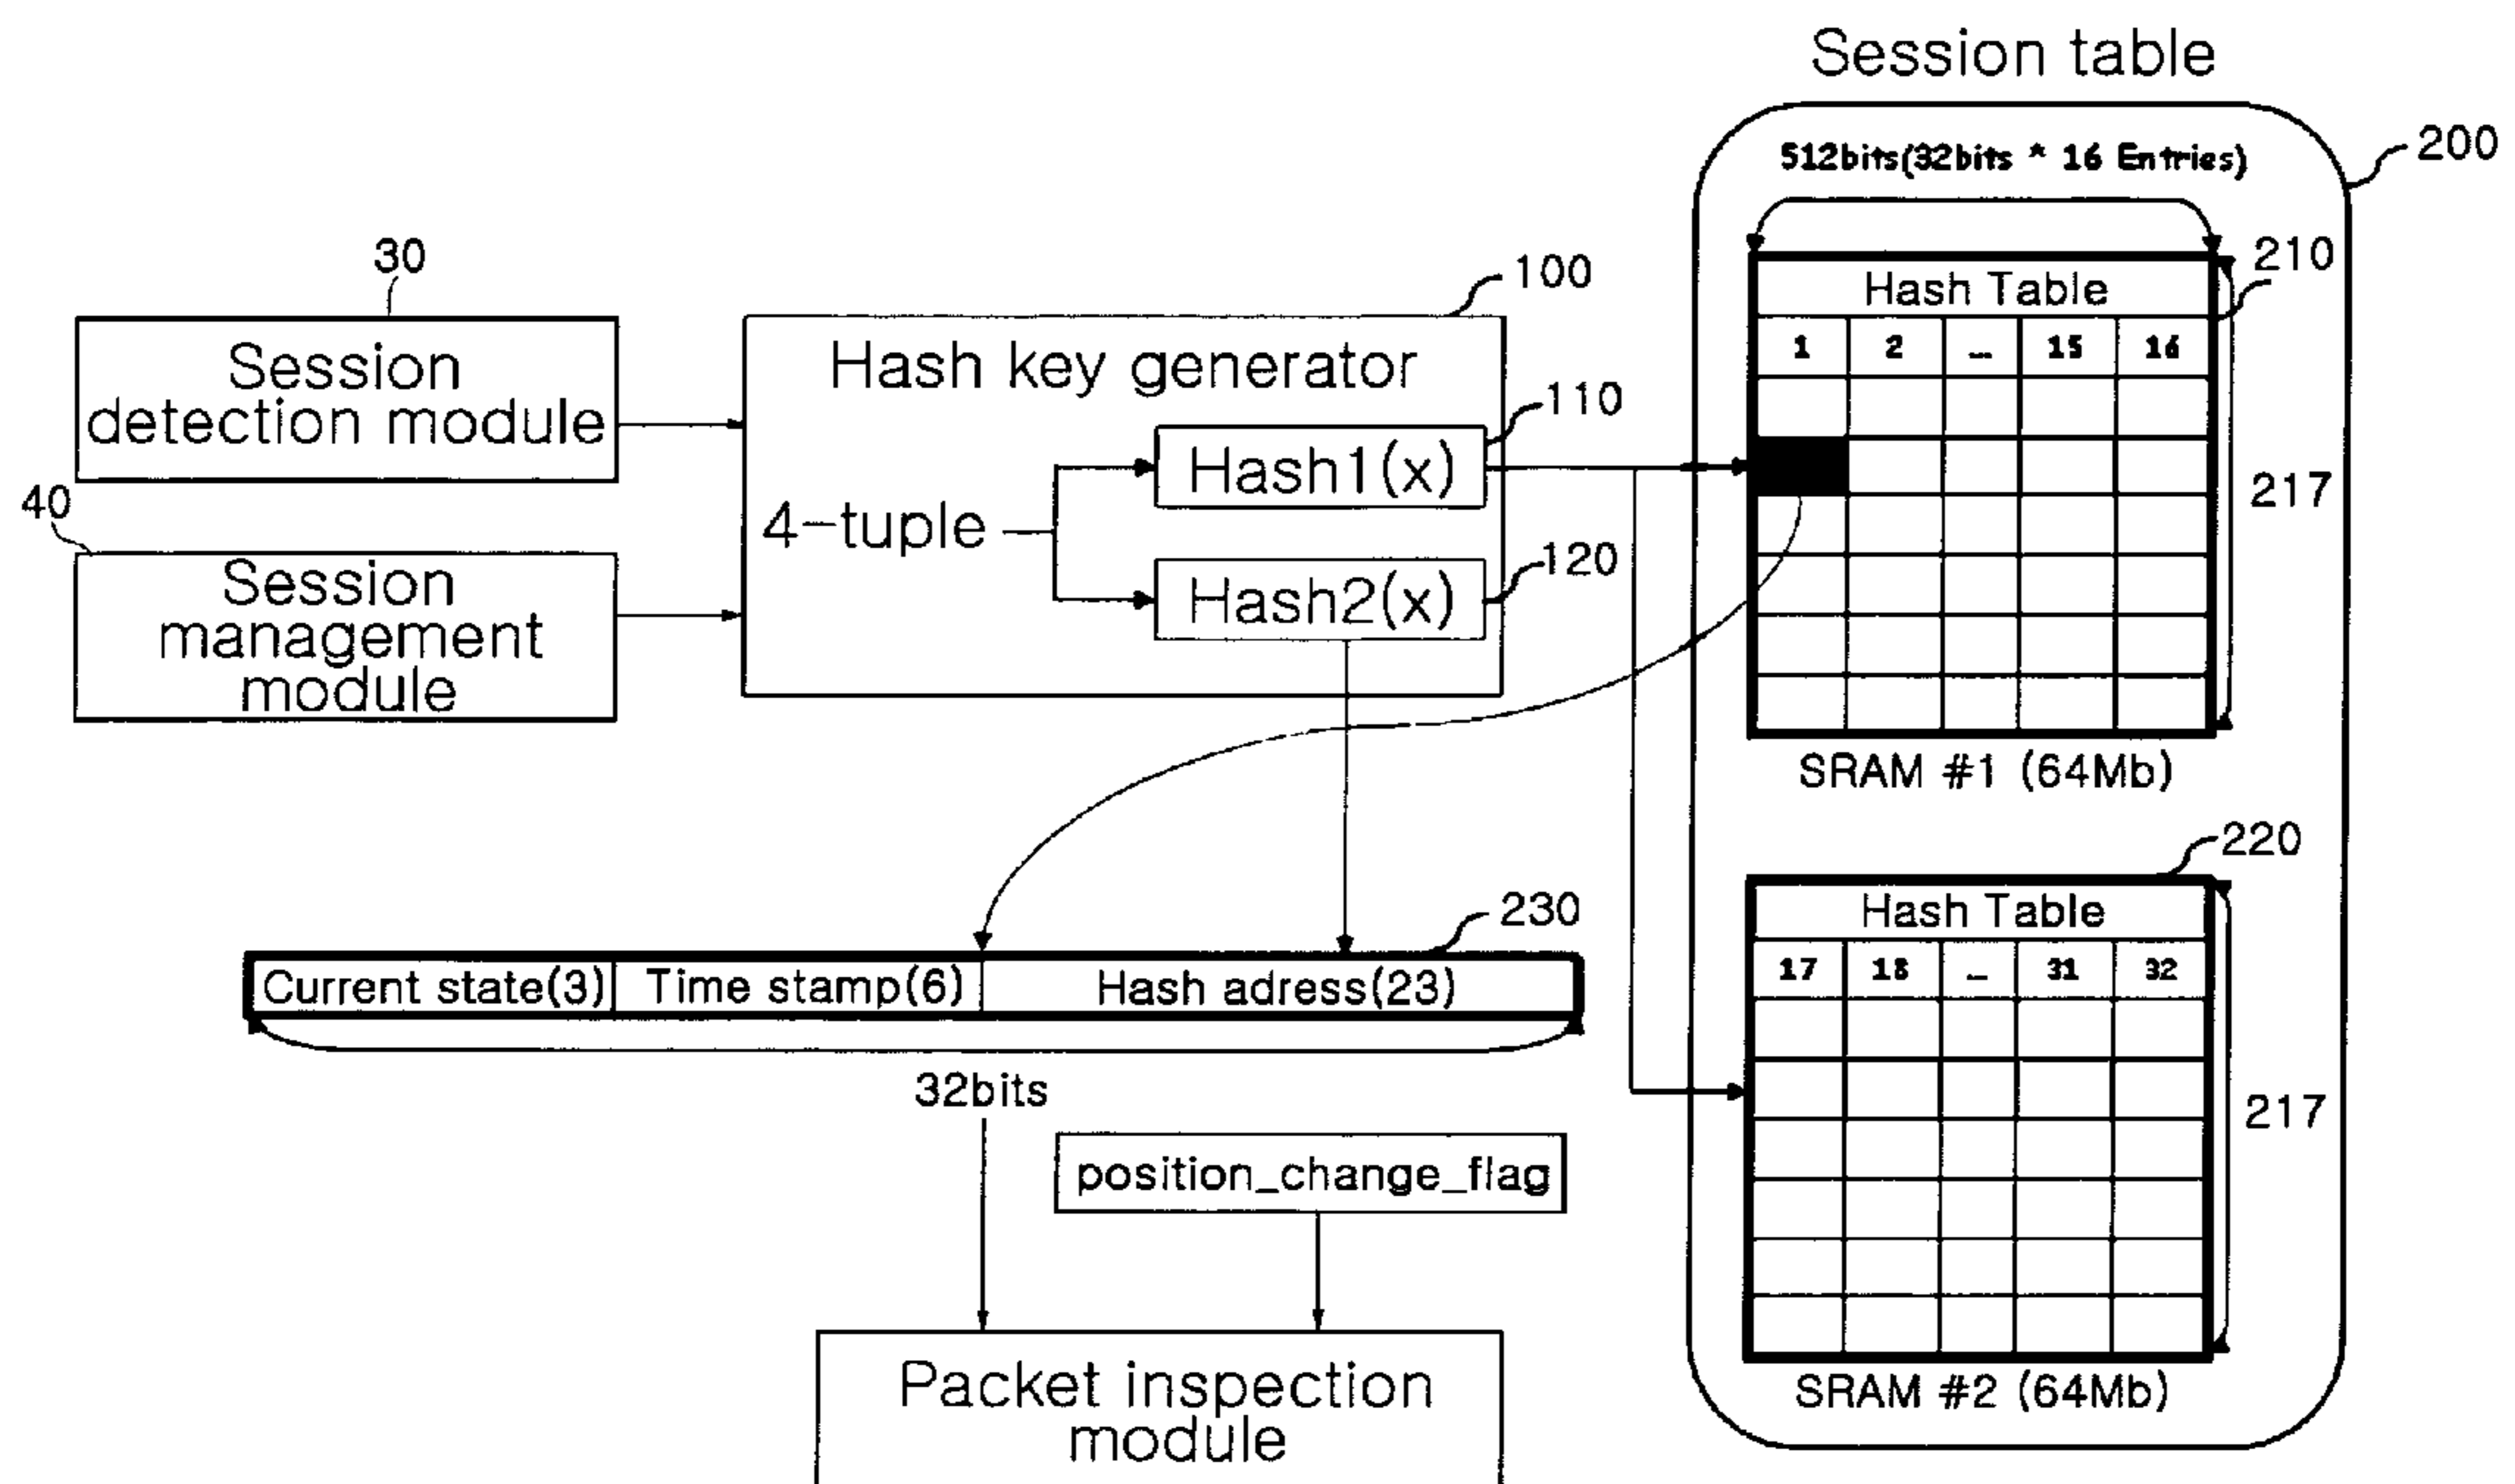 Session table
200
512bits(32bits * 16 Entries)
30
100
210
Hash Table
1 2 ... 15 16
Session
detection module
Hash key generator
110
Hash1(x)
217
40
4-tuple
120
Session
management
module
Hash2(x)
SRAM #1 (64Mb)
220
230
Hash Table
17 18 ... 31 32
Current state(3) Time stamp(6) Hash adress(23)
32bits
217
position_change_flag
Packet inspection
module
SRAM #2 (64Mb)